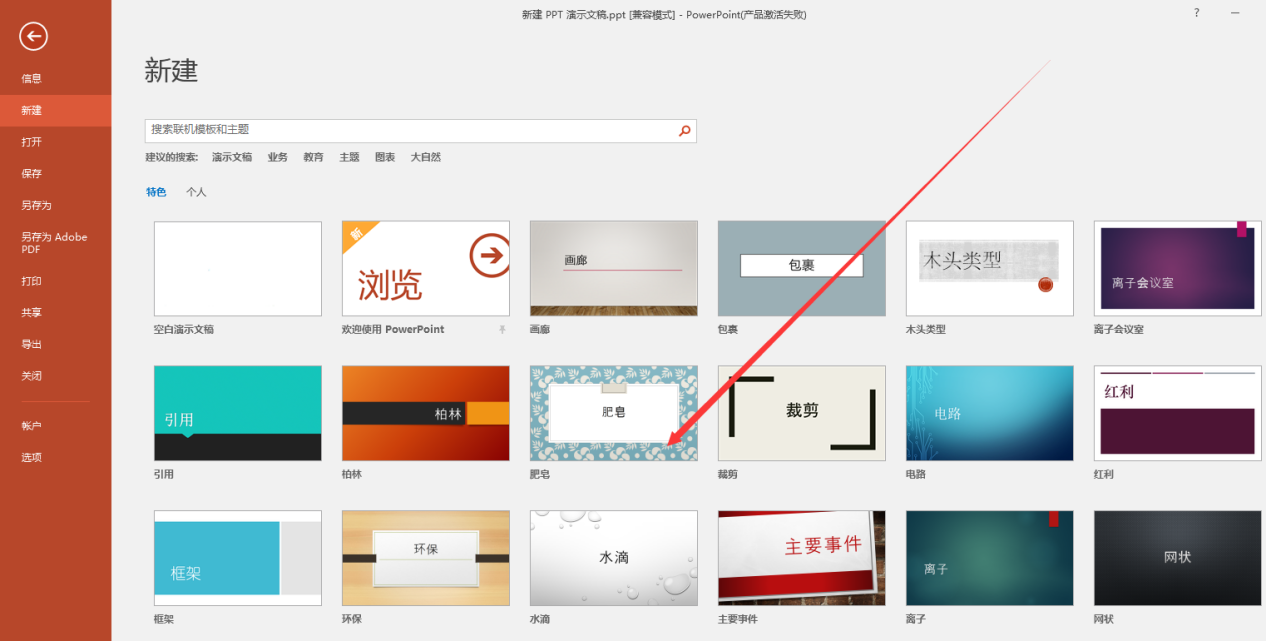 新建 PPT 演示文稿.ppt [兼容模式] - PowerPoint(产品激活失败)
?
信息
新建
打开
保存
另存为
另存为 Adobe
PDF
打印
共享
导出
关闭
帐户
选项
新建
搜索联机模板和主题
建议的搜索: 演示文稿 业务 教育 主题 图表 大自然
特色 个人
新
浏览
画廊
包裹
木头类型
离子会议室
空白演示文稿
欢迎使用 PowerPoint
画廊
包裹
木头类型
离子会议室
引用
柏林
肥皂
裁剪
电路
红利
引用
柏林
肥皂
裁剪
电路
红利
框架
环保
水滴
主要事件
离子
网状
框架
环保
水滴
主要事件
离子
网状